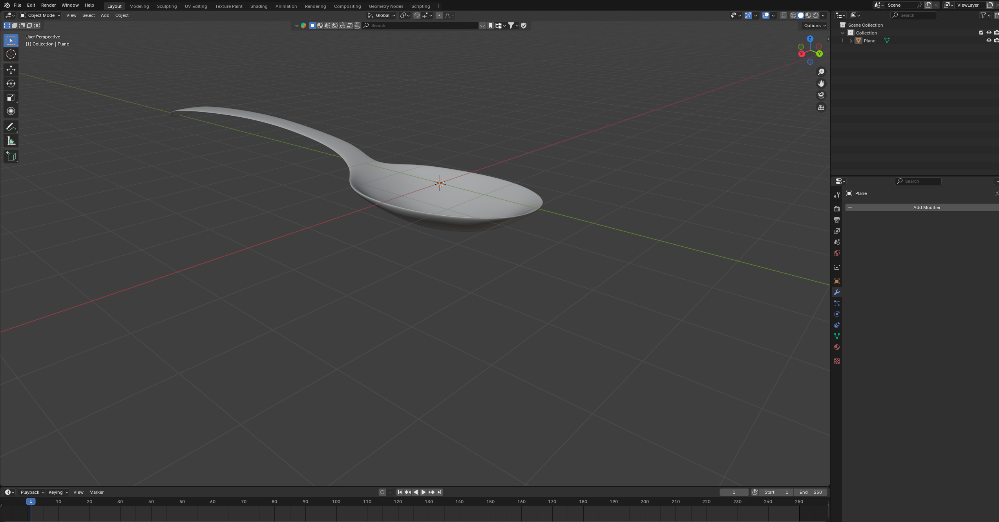 File Edit Render Window Help Layout Modeling Sculpting UV Editing Texture Paint Shading Animation Rendering Compositing Geometry Nodes Scripting + Scene ViewLayer
Object Mode View Select Add Object Global Search
Search Options
User Perspective
(1) Collection | Plane
Z
X Y
Scene Collection
Collection
Plane
Search
Plane
+ Add Modifier
Playback Keying View Marker 1 Start 1 End 250
1 10 20 30 40 50 60 70 80 90 100 110 120 130 140 150 160 170 180 190 200 210 220 230 240 250